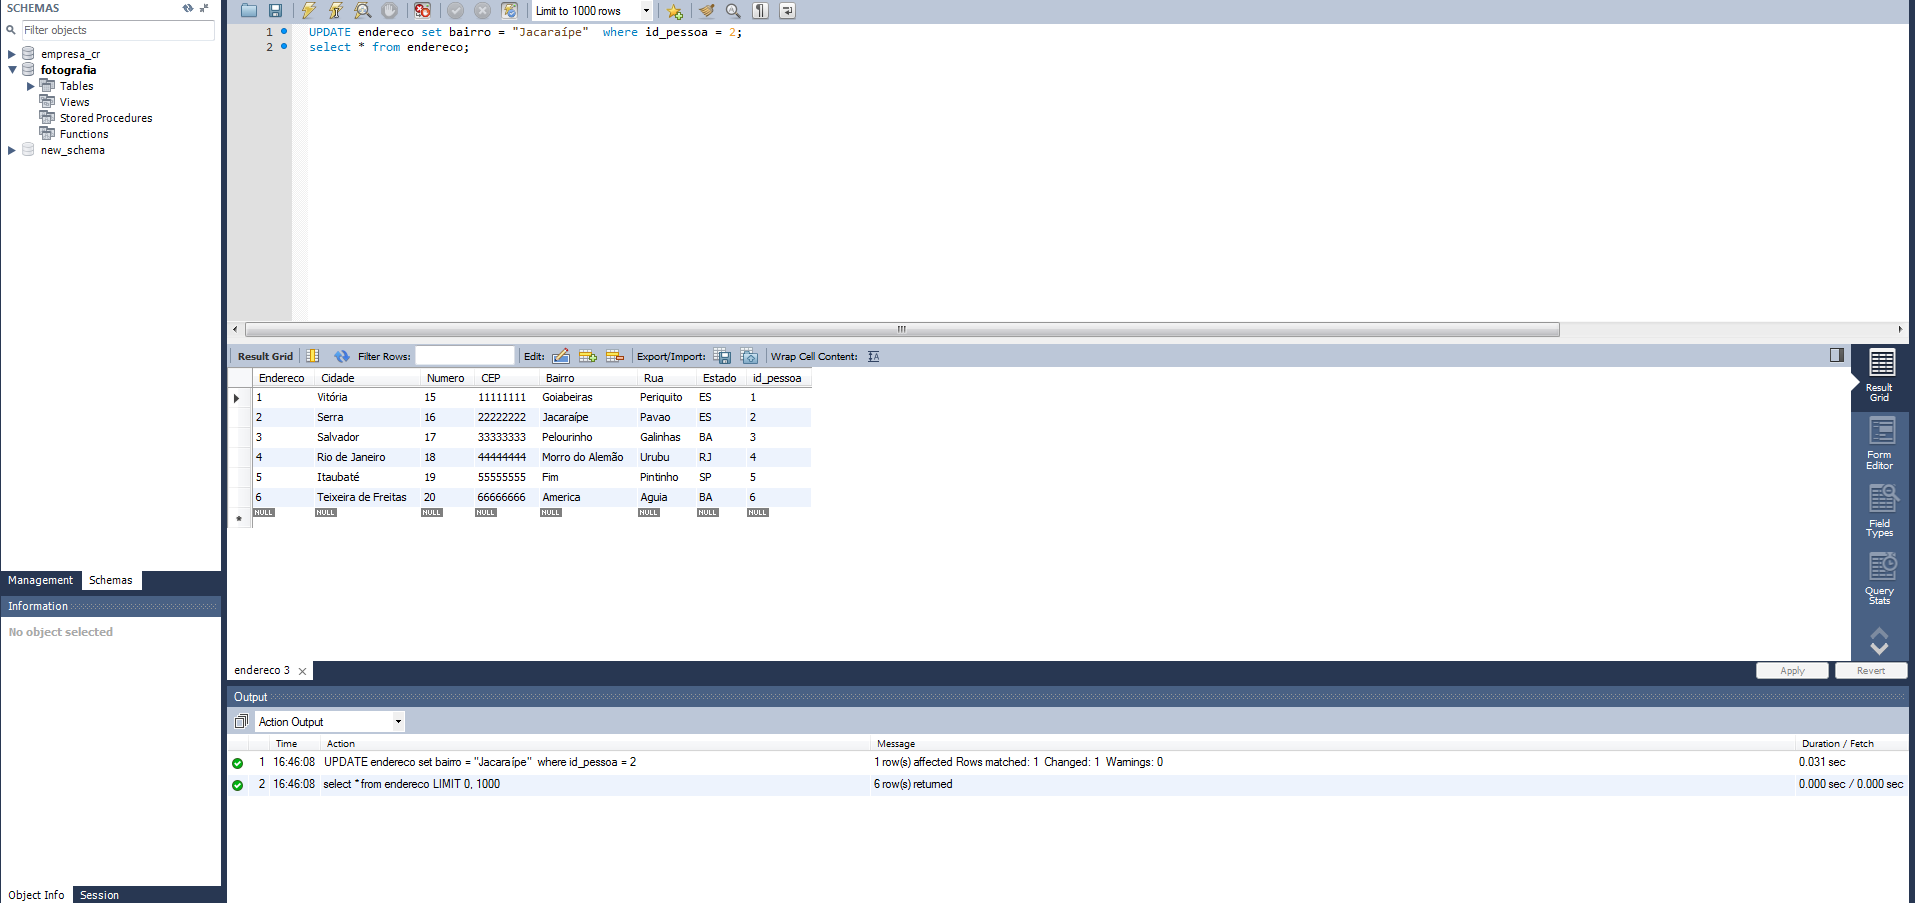 SCHEMAS
Filter objects
empresa_cr
fotografia
Tables
Views
Stored Procedures
Functions
new_schema
Management Schemas
Information
No object selected
Object Info Session
Limit to 1000 rows
1 UPDATE endereco set bairro = "Jacaraípe" where id_pessoa = 2;
2 select * from endereco;
Result Grid Filter Rows: Edit: Export/Import: Wrap Cell Content:
Endereco Cidade Numero CEP Bairro Rua Estado id_pessoa
1 Vitória 15 11111111 Goiabeiras Periquito ES 1
2 Serra 16 22222222 Jacaraípe Pavao ES 2
3 Salvador 17 33333333 Pelourinho Galinhas BA 3
4 Rio de Janeiro 18 44444444 Morro do Alemão Urubu RJ 4
5 Itaubaté 19 55555555 Fim Pintinho SP 5
6 Teixeira de Freitas 20 66666666 America Aguia BA 6
NULL NULL NULL NULL NULL NULL NULL NULL
Result
Grid
Form
Editor
Field
Types
Query
Stats
endereco 3 Apply Revert
Output
Action Output
Time Action Message Duration / Fetch
1 16:46:08 UPDATE endereco set bairro = "Jacaraípe" where id_pessoa = 2 1 row(s) affected Rows matched: 1 Changed: 1 Warnings: 0 0.031 sec
2 16:46:08 select * from endereco LIMIT 0, 1000 6 row(s) returned 0.000 sec / 0.000 sec